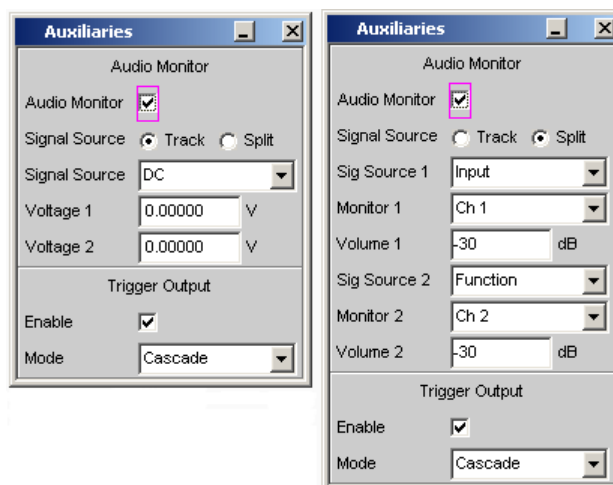 Auxiliaries
Audio Monitor
Audio Monitor
Signal Source Track Split
Signal Source DC
Voltage 1 0.00000 V
Voltage 2 0.00000 V
Trigger Output
Enable
Mode Cascade
Auxiliaries
Audio Monitor
Audio Monitor
Signal Source Track Split
Sig Source 1 Input
Monitor 1 Ch 1
Volume 1 -30 dB
Sig Source 2 Function
Monitor 2 Ch 2
Volume 2 -30 dB
Trigger Output
Enable
Mode Cascade